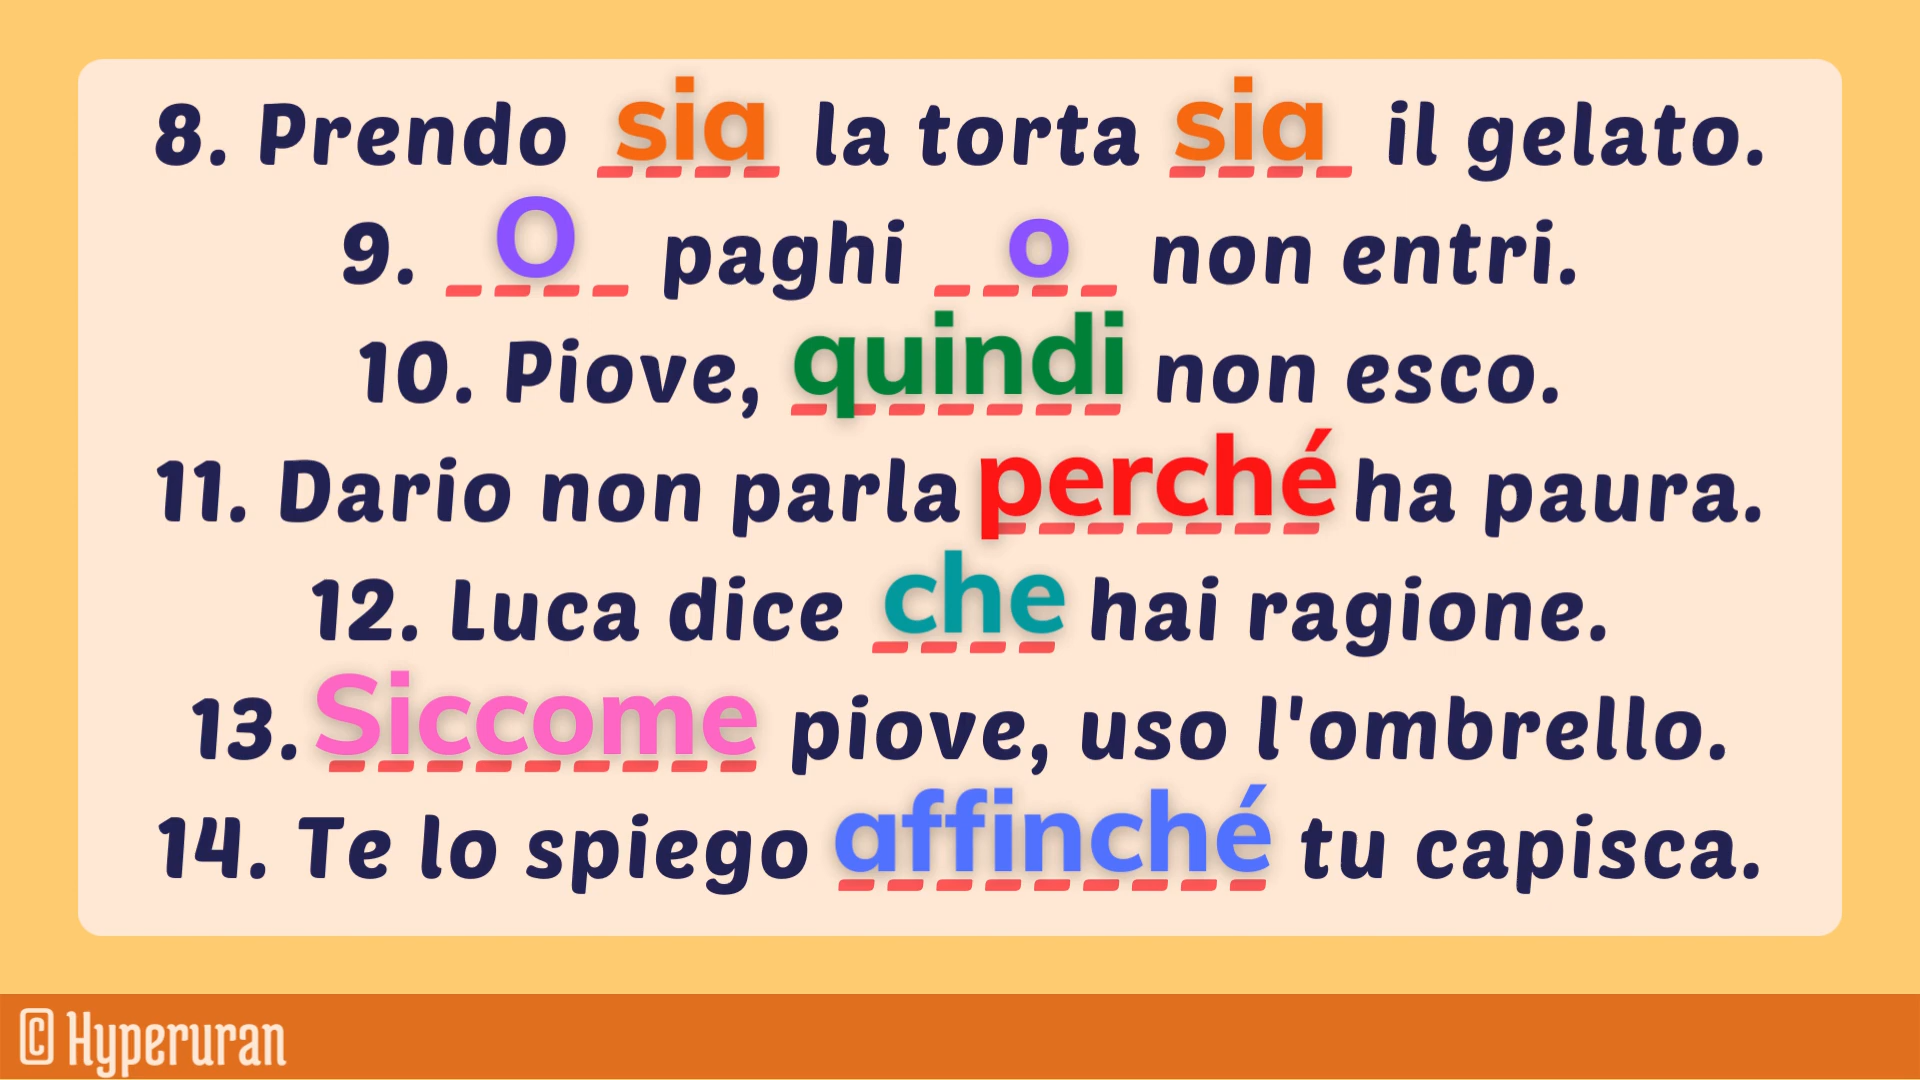 8. Prendo sia la torta sia il gelato.
9. O paghi o non entri.
10. Piove, quindi non esco.
11. Dario non parla perché ha paura.
12. Luca dice che hai ragione.
13. Siccome piove, uso l'ombrello.
14. Te lo spiego affinché tu capisca.
© Hyperuran